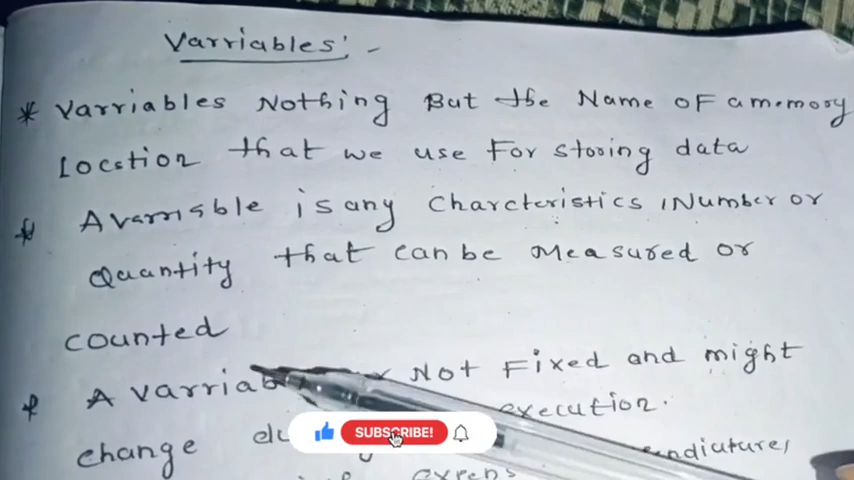 Varriables:-
* Varriables Nothing But the Name OF a memory
Location that we use For storing data
* A varriable is any Charcteristics, Number or
Quantity that can be Measured or
counted
* A varriab Not Fixed and might
change execution.
SUBSCRIBE!